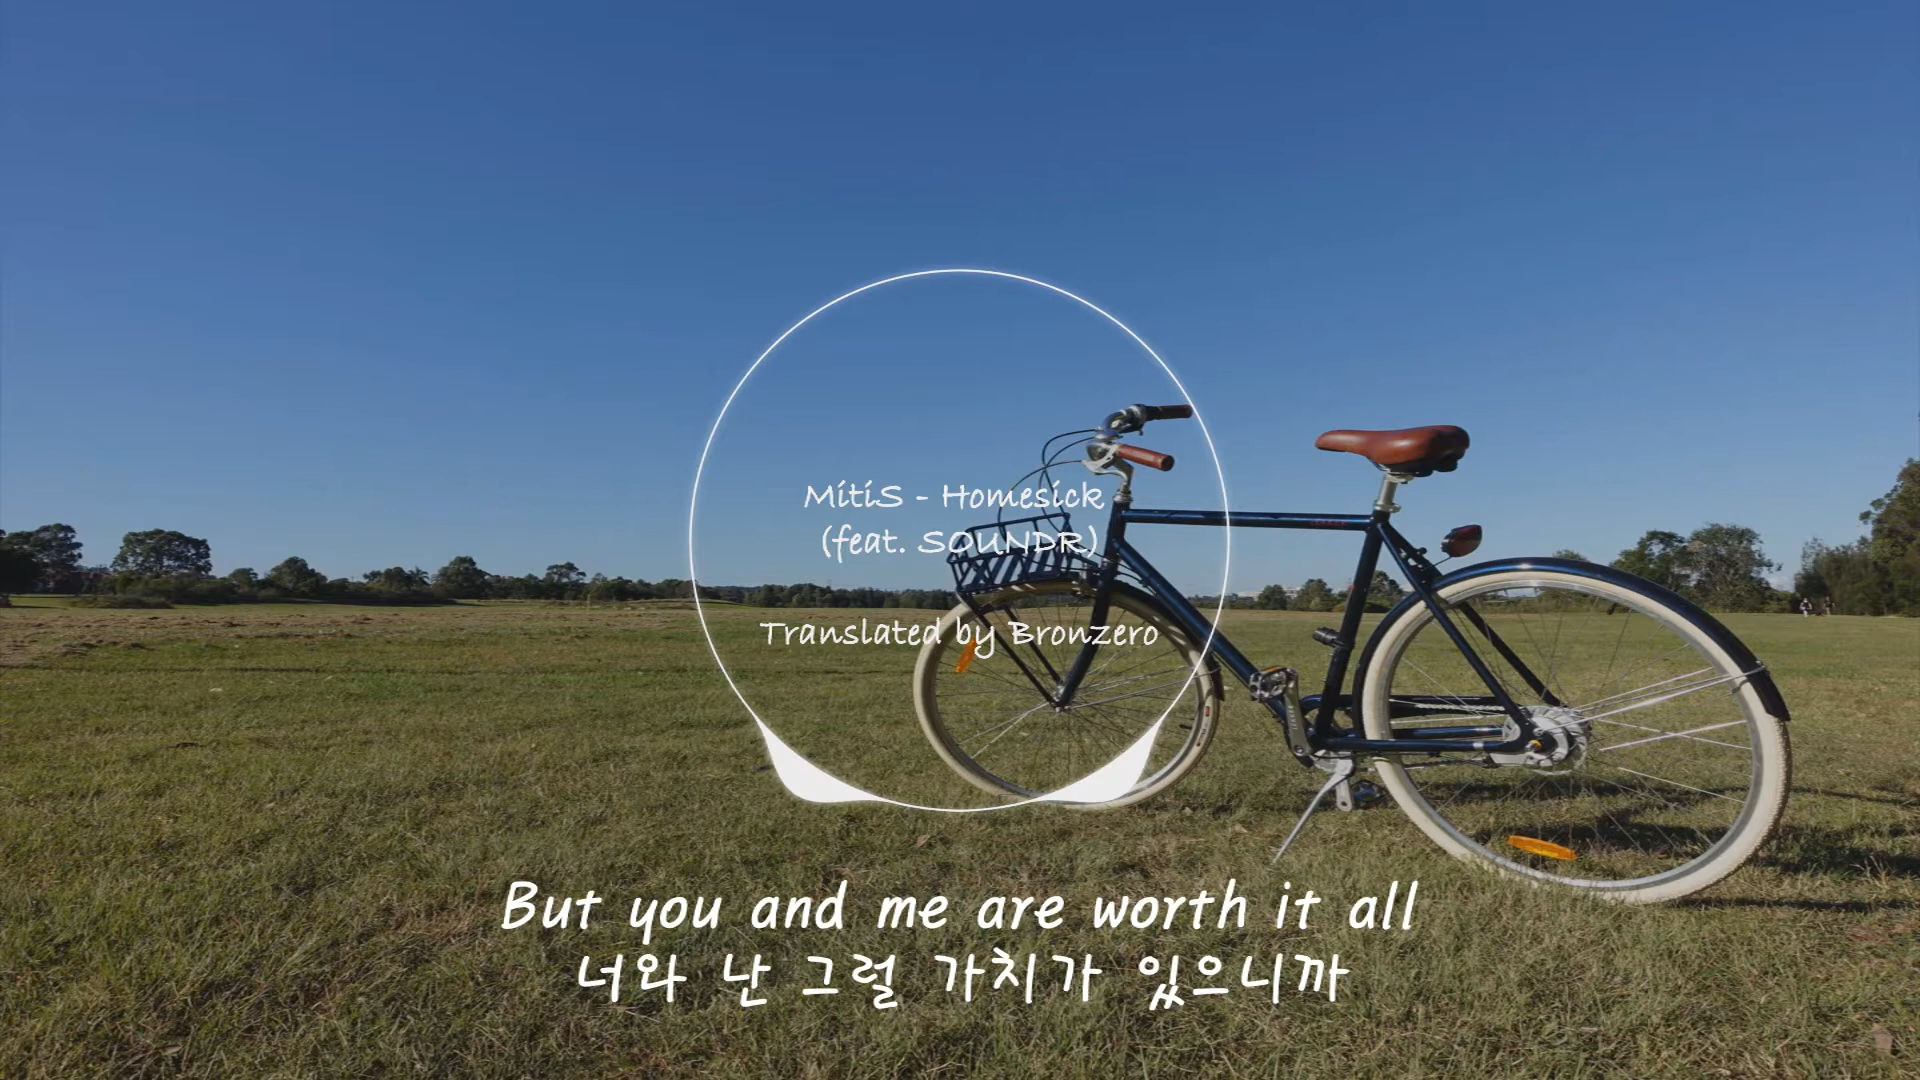 MitiS - Homesick
(feat. SOUNDR)
Translated by Bronzero
But you and me are worth it all
너와 난 그럴 가치가 있으니까